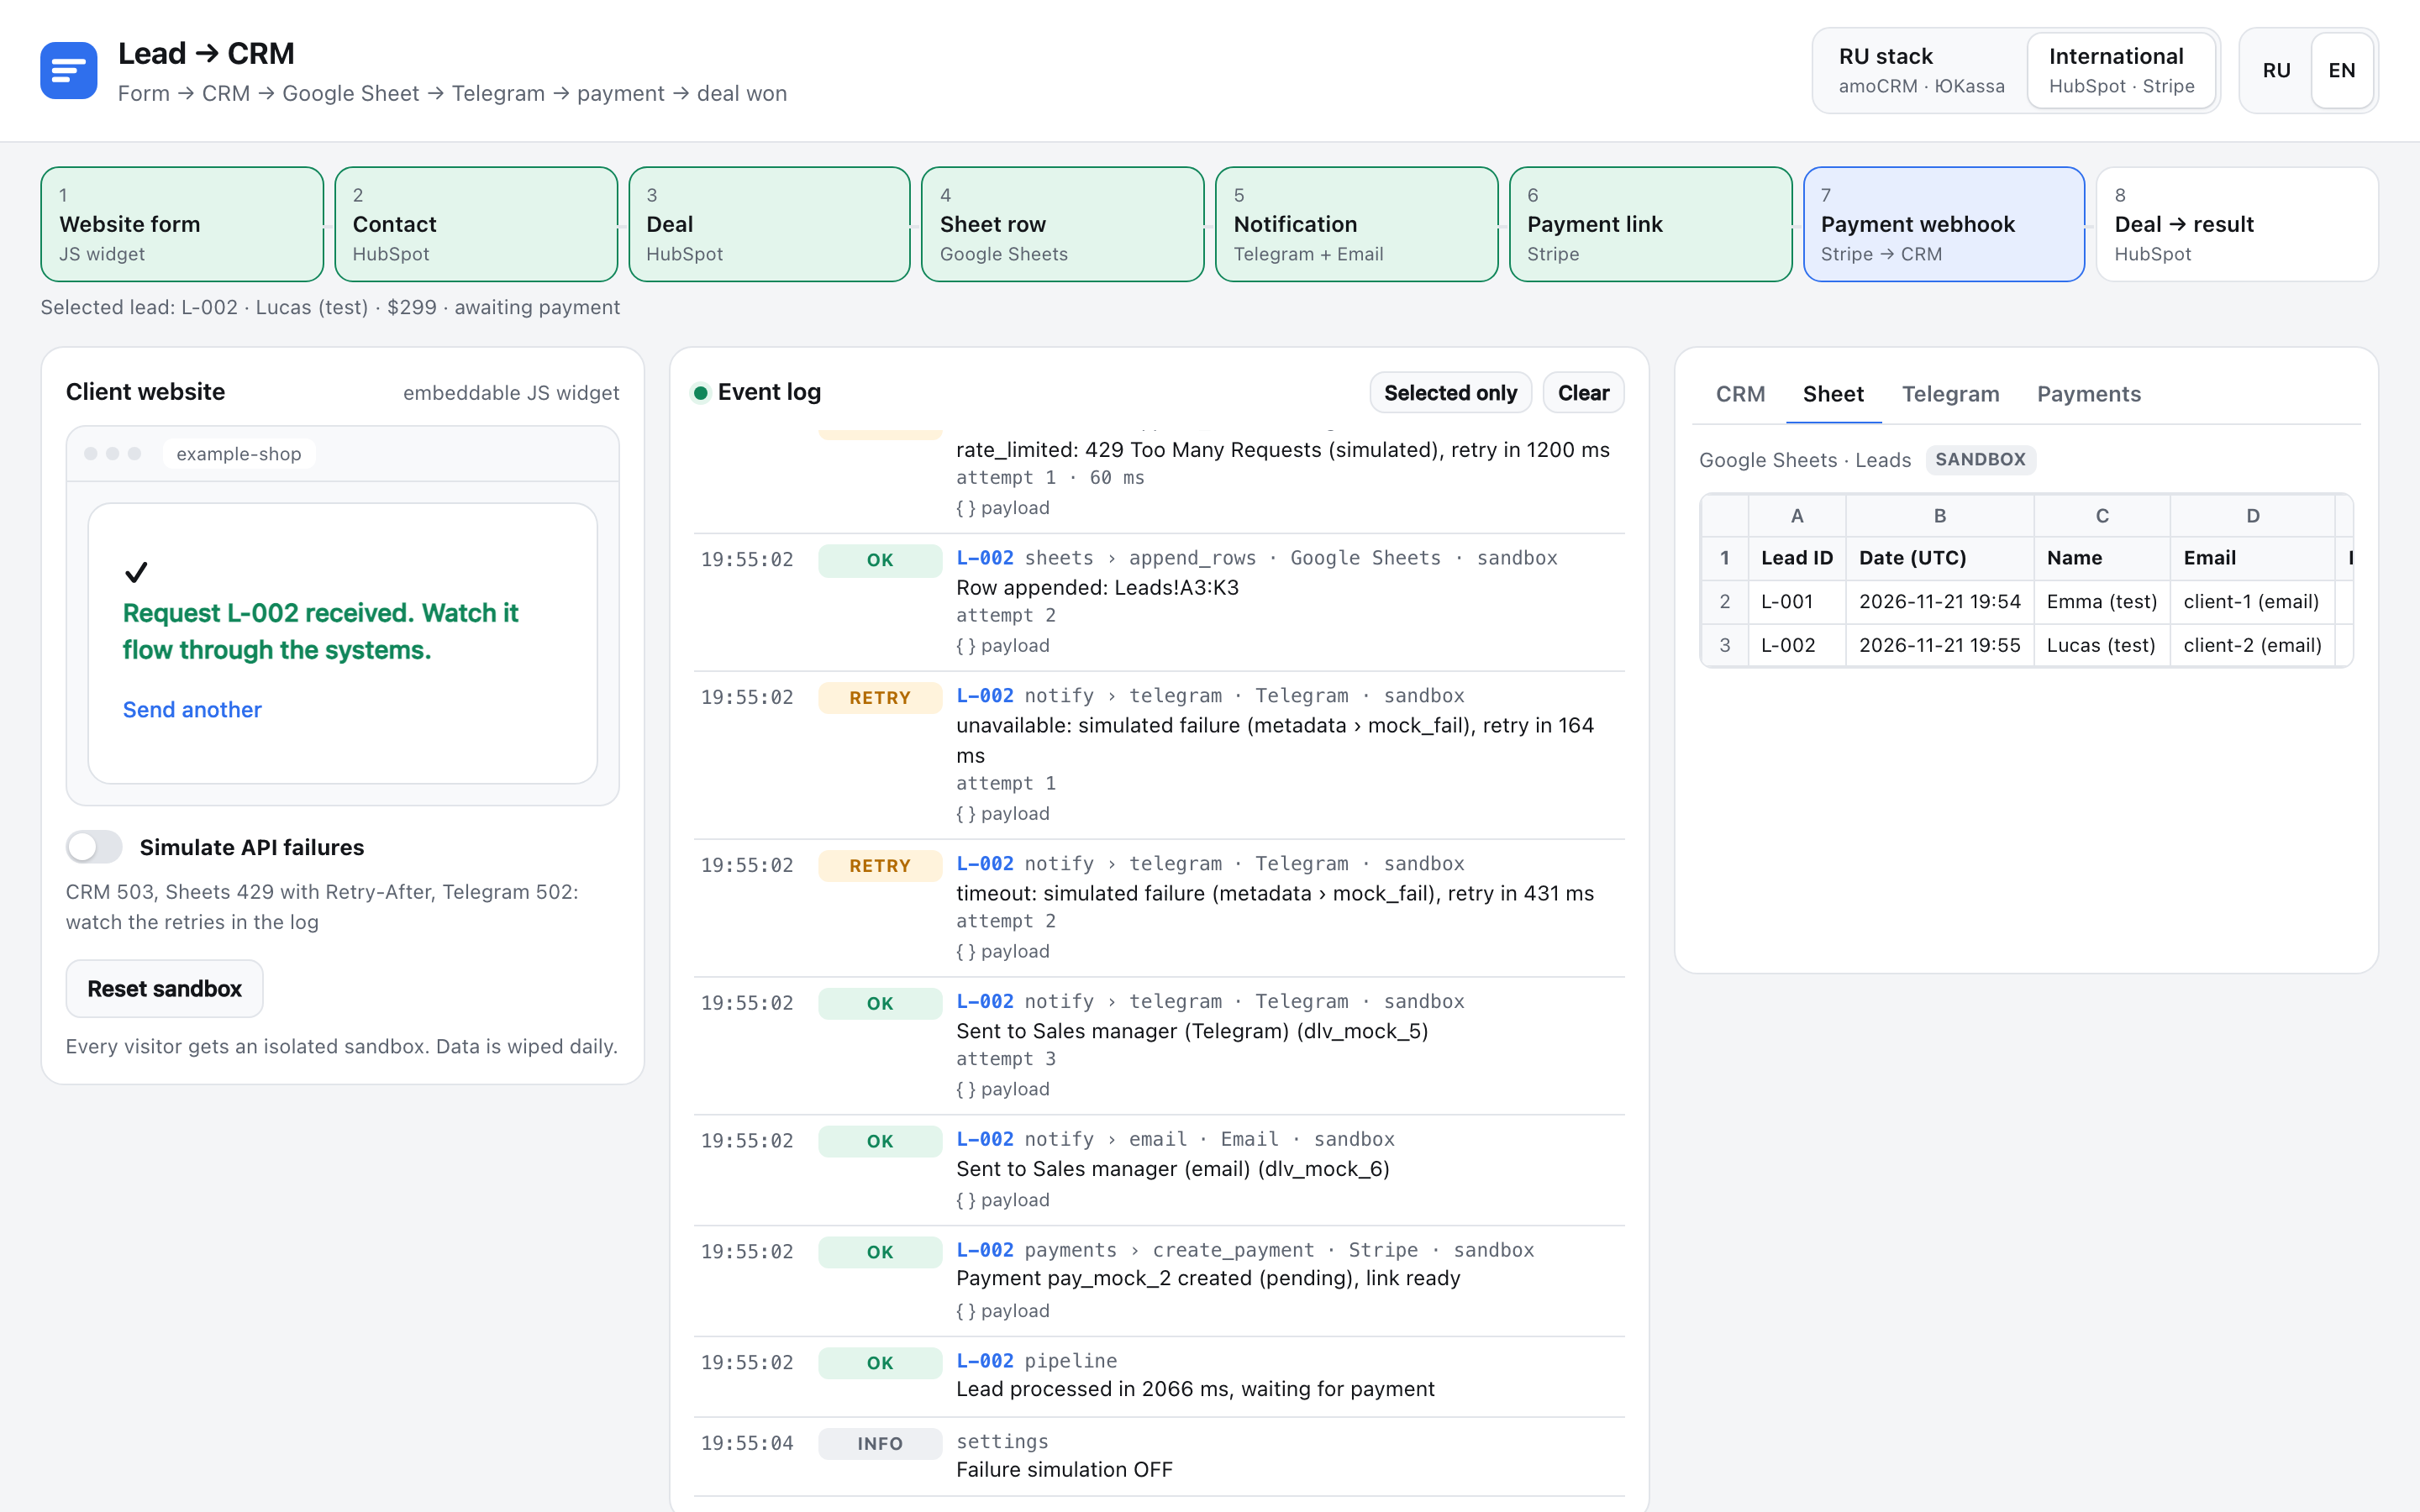 Lead → CRM
Form → CRM → Google Sheet → Telegram → payment → deal won
RU stack
amoCRM · ЮKassa
International
HubSpot · Stripe
RU
EN
1
Website form
JS widget
2
Contact
HubSpot
3
Deal
HubSpot
4
Sheet row
Google Sheets
5
Notification
Telegram + Email
6
Payment link
Stripe
7
Payment webhook
Stripe → CRM
8
Deal → result
HubSpot
Selected lead: L-002 · Lucas (test) · $299 · awaiting payment
Client website
embeddable JS widget
example-shop
✓
Request L-002 received. Watch it
flow through the systems.
Send another
Simulate API failures
CRM 503, Sheets 429 with Retry-After, Telegram 502:
watch the retries in the log
Reset sandbox
Every visitor gets an isolated sandbox. Data is wiped daily.
Event log
Selected only
Clear
rate_limited: 429 Too Many Requests (simulated), retry in 1200 ms
attempt 1 · 60 ms
{ } payload
19:55:02 OK L-002 sheets › append_rows · Google Sheets · sandbox
Row appended: Leads!A3:K3
attempt 2
{ } payload
19:55:02 RETRY L-002 notify › telegram · Telegram · sandbox
unavailable: simulated failure (metadata › mock_fail), retry in 164
ms
attempt 1
{ } payload
19:55:02 RETRY L-002 notify › telegram · Telegram · sandbox
timeout: simulated failure (metadata › mock_fail), retry in 431 ms
attempt 2
{ } payload
19:55:02 OK L-002 notify › telegram · Telegram · sandbox
Sent to Sales manager (Telegram) (dlv_mock_5)
attempt 3
{ } payload
19:55:02 OK L-002 notify › email · Email · sandbox
Sent to Sales manager (email) (dlv_mock_6)
{ } payload
19:55:02 OK L-002 payments › create_payment · Stripe · sandbox
Payment pay_mock_2 created (pending), link ready
{ } payload
19:55:02 OK L-002 pipeline
Lead processed in 2066 ms, waiting for payment
19:55:04 INFO settings
Failure simulation OFF
CRM Sheet Telegram Payments
Google Sheets · Leads SANDBOX
A B C D
1 Lead ID Date (UTC) Name Email
2 L-001 2026-11-21 19:54 Emma (test) client-1 (email)
3 L-002 2026-11-21 19:55 Lucas (test) client-2 (email)